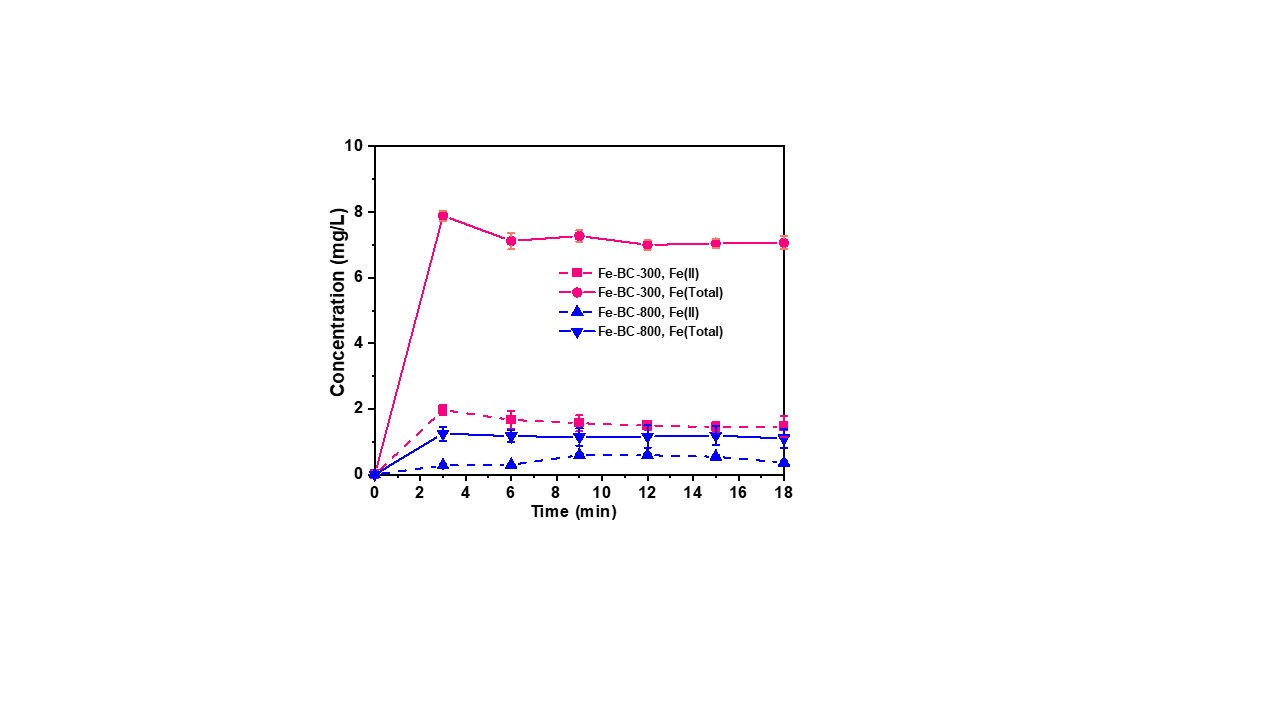 10
8
6
4
2
0
Concentration (mg/L)
Fe-BC-300, Fe(II)
Fe-BC-300, Fe(Total)
Fe-BC-800, Fe(II)
Fe-BC-800, Fe(Total)
0 2 4 6 8 10 12 14 16 18
Time (min)